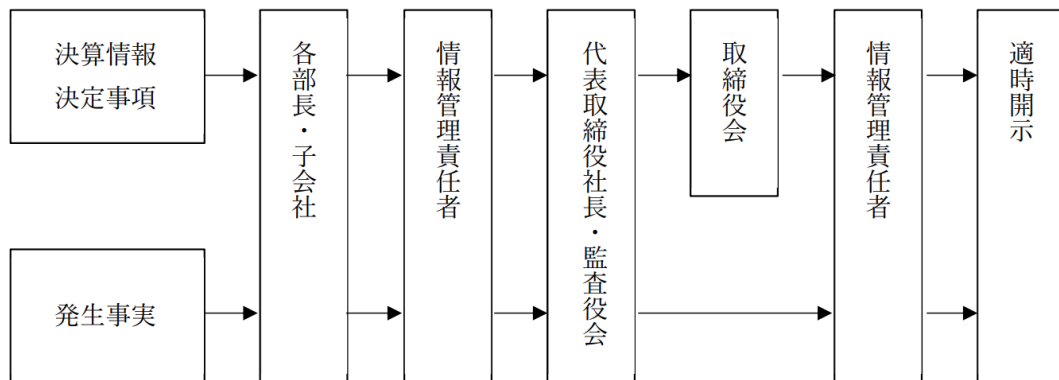 決算情報
決定事項
各部長・子会社
情報管理責任者
代表取締役社長・監査役会
取締役会
情報管理責任者
適時開示
発生事実